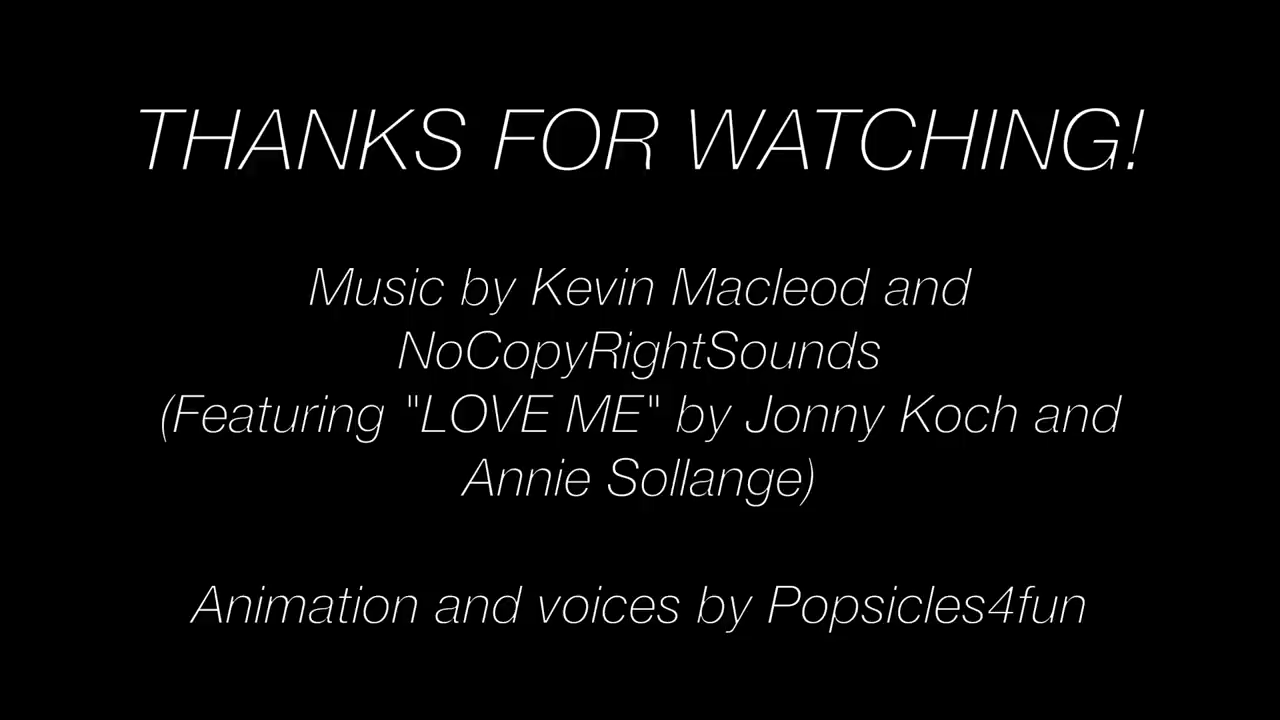 THANKS FOR WATCHING!
Music by Kevin Macleod and
NoCopyRightSounds
(Featuring "LOVE ME" by Jonny Koch and
Annie Sollange)
Animation and voices by Popsicles4fun